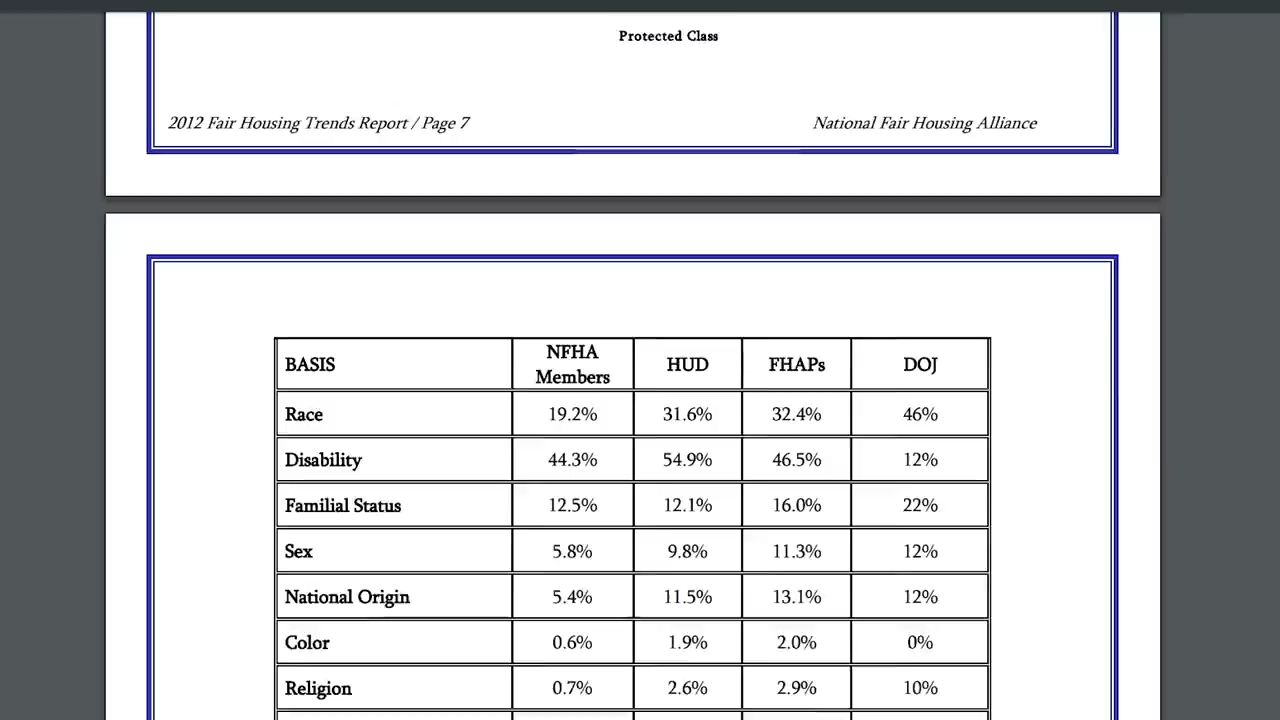 Protected Class
2012 Fair Housing Trends Report / Page 7 National Fair Housing Alliance
BASIS NFHA Members HUD FHAPs DOJ
Race 19.2% 31.6% 32.4% 46%
Disability 44.3% 54.9% 46.5% 12%
Familial Status 12.5% 12.1% 16.0% 22%
Sex 5.8% 9.8% 11.3% 12%
National Origin 5.4% 11.5% 13.1% 12%
Color 0.6% 1.9% 2.0% 0%
Religion 0.7% 2.6% 2.9% 10%